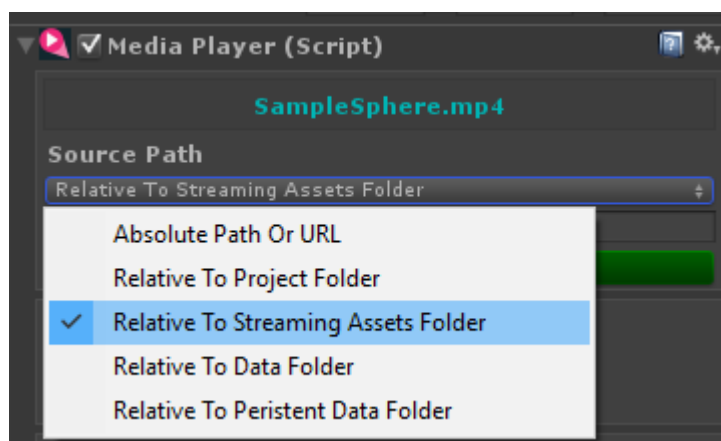 Media Player (Script)
SampleSphere.mp4
Source Path
Relative To Streaming Assets Folder
Absolute Path Or URL
Relative To Project Folder
Relative To Streaming Assets Folder
Relative To Data Folder
Relative To Peristent Data Folder